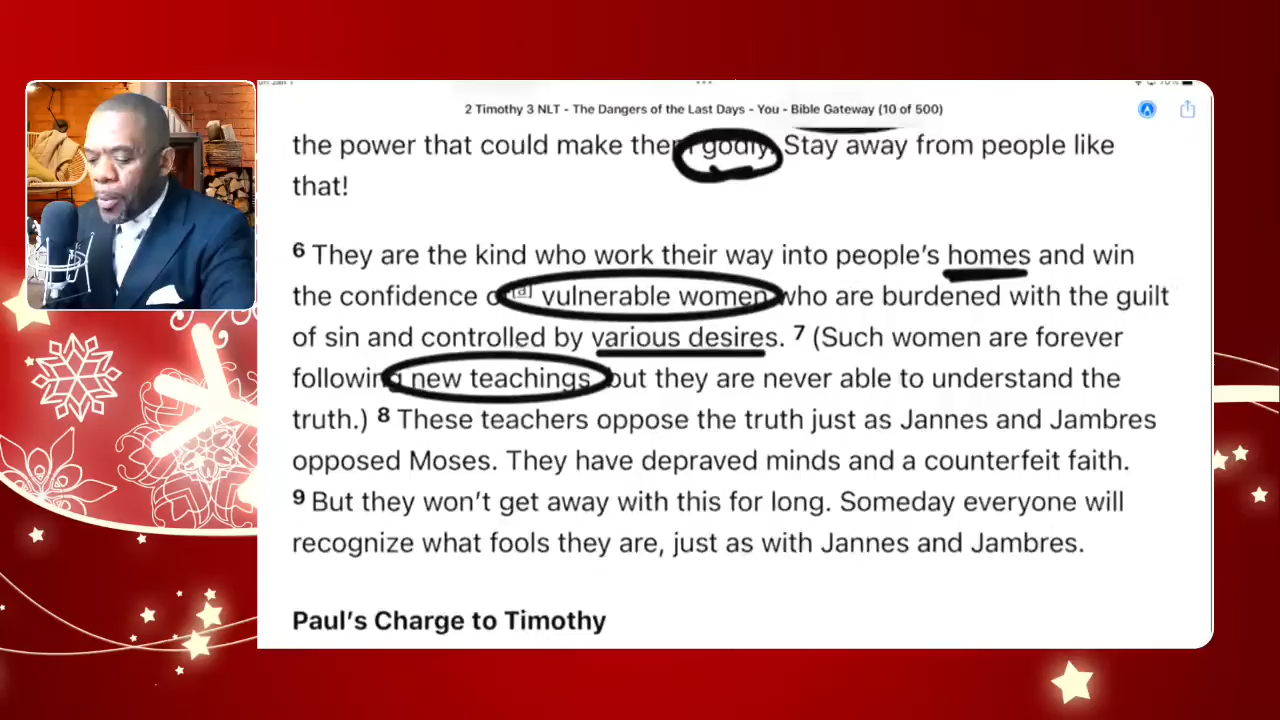 2 Timothy 3 NLT - The Dangers of the Last Days - You - Bible Gateway (10 of 500)
the power that could make them godly. Stay away from people like
that!
6 They are the kind who work their way into people’s homes and win
the confidence of [a] vulnerable women who are burdened with the guilt
of sin and controlled by various desires. 7 (Such women are forever
following new teachings, but they are never able to understand the
truth.) 8 These teachers oppose the truth just as Jannes and Jambres
opposed Moses. They have depraved minds and a counterfeit faith.
9 But they won’t get away with this for long. Someday everyone will
recognize what fools they are, just as with Jannes and Jambres.
Paul’s Charge to Timothy